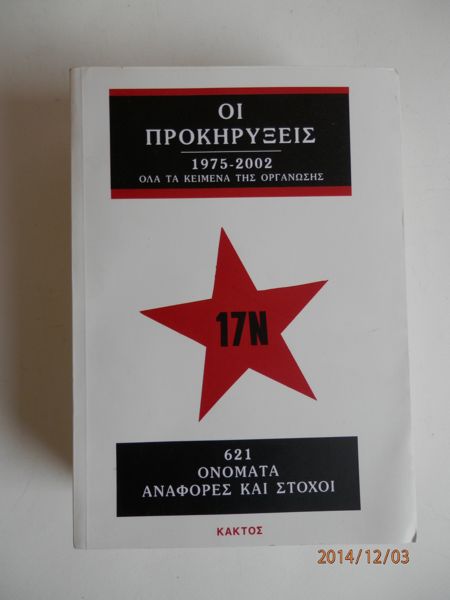 ΟΙ
ΠΡΟΚΗΡΥΞΕΙΣ
1975-2002
ΟΛΑ ΤΑ ΚΕΙΜΕΝΑ ΤΗΣ ΟΡΓΑΝΩΣΗΣ
17Ν
621
ΟΝΟΜΑΤΑ
ΑΝΑΦΟΡΕΣ ΚΑΙ ΣΤΟΧΟΙ
ΚΑΚΤΟΣ
2014/12/03